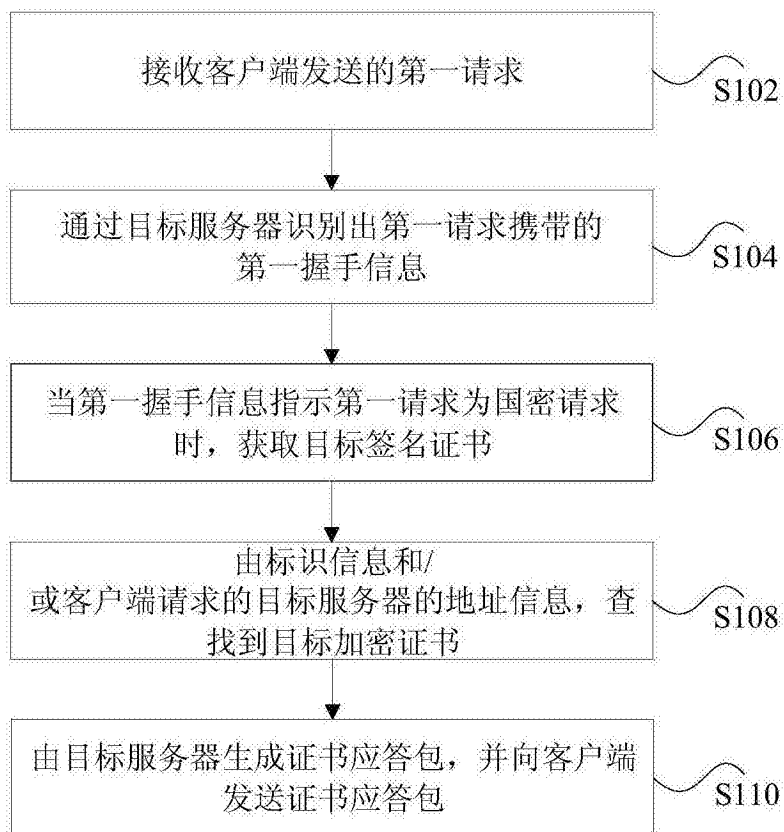 接收客户端发送的第一请求
S102
通过目标服务器识别出第一请求携带的
第一握手信息
S104
当第一握手信息指示第一请求为国密请求
时，获取目标签名证书
S106
由标识信息和/
或客户端请求的目标服务器的地址信息，查
找到目标加密证书
S108
由目标服务器生成证书应答包，并向客户端
发送证书应答包
S110